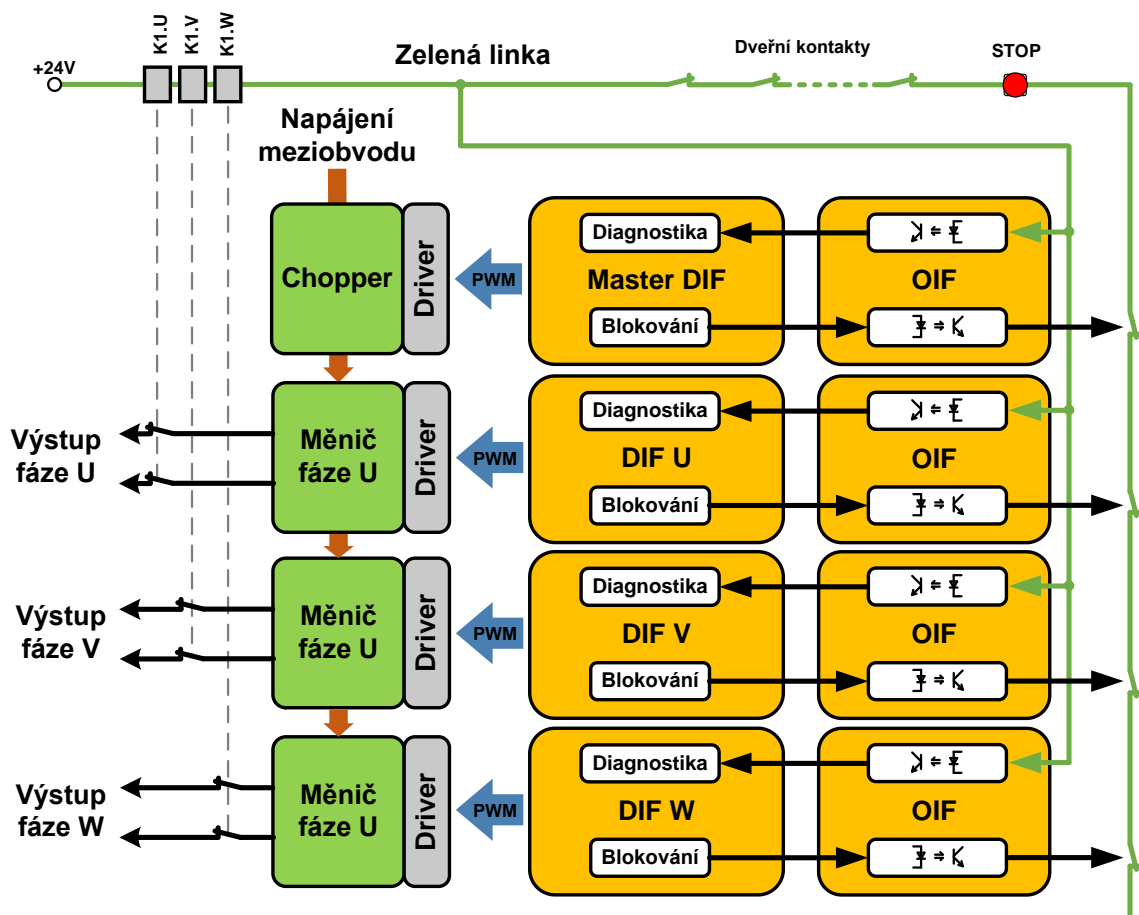 K1.U
K1.V
K1.W
+24V
Zelená linka
Dveřní kontakty
STOP
Napájení
meziobvodu
Chopper
Driver
PWM
Diagnostika
Master DIF
Blokování
OIF
Výstup
fáze U
Měnič
fáze U
Driver
PWM
Diagnostika
DIF U
Blokování
OIF
Výstup
fáze V
Měnič
fáze U
Driver
PWM
Diagnostika
DIF V
Blokování
OIF
Výstup
fáze W
Měnič
fáze U
Driver
PWM
Diagnostika
DIF W
Blokování
OIF